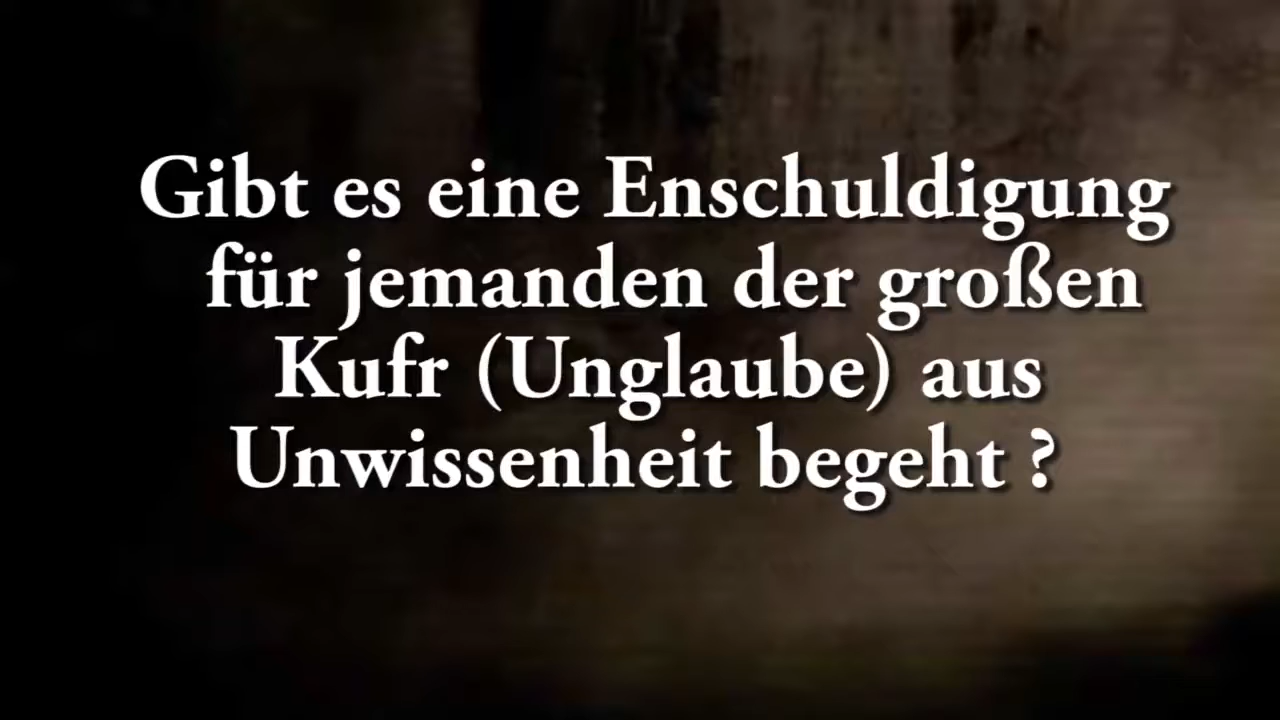 Gibt es eine Enschuldigung
für jemanden der großen
Kufr (Unglaube) aus
Unwissenheit begeht ?